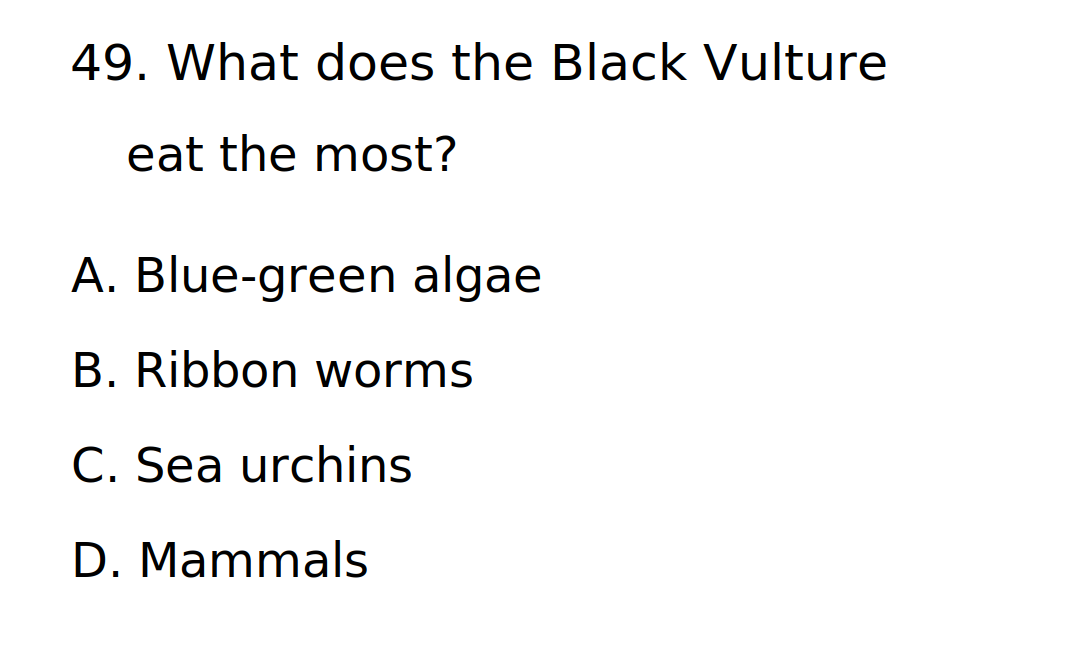 49. What does the Black Vulture
eat the most?
A. Blue-green algae
B. Ribbon worms
C. Sea urchins
D. Mammals